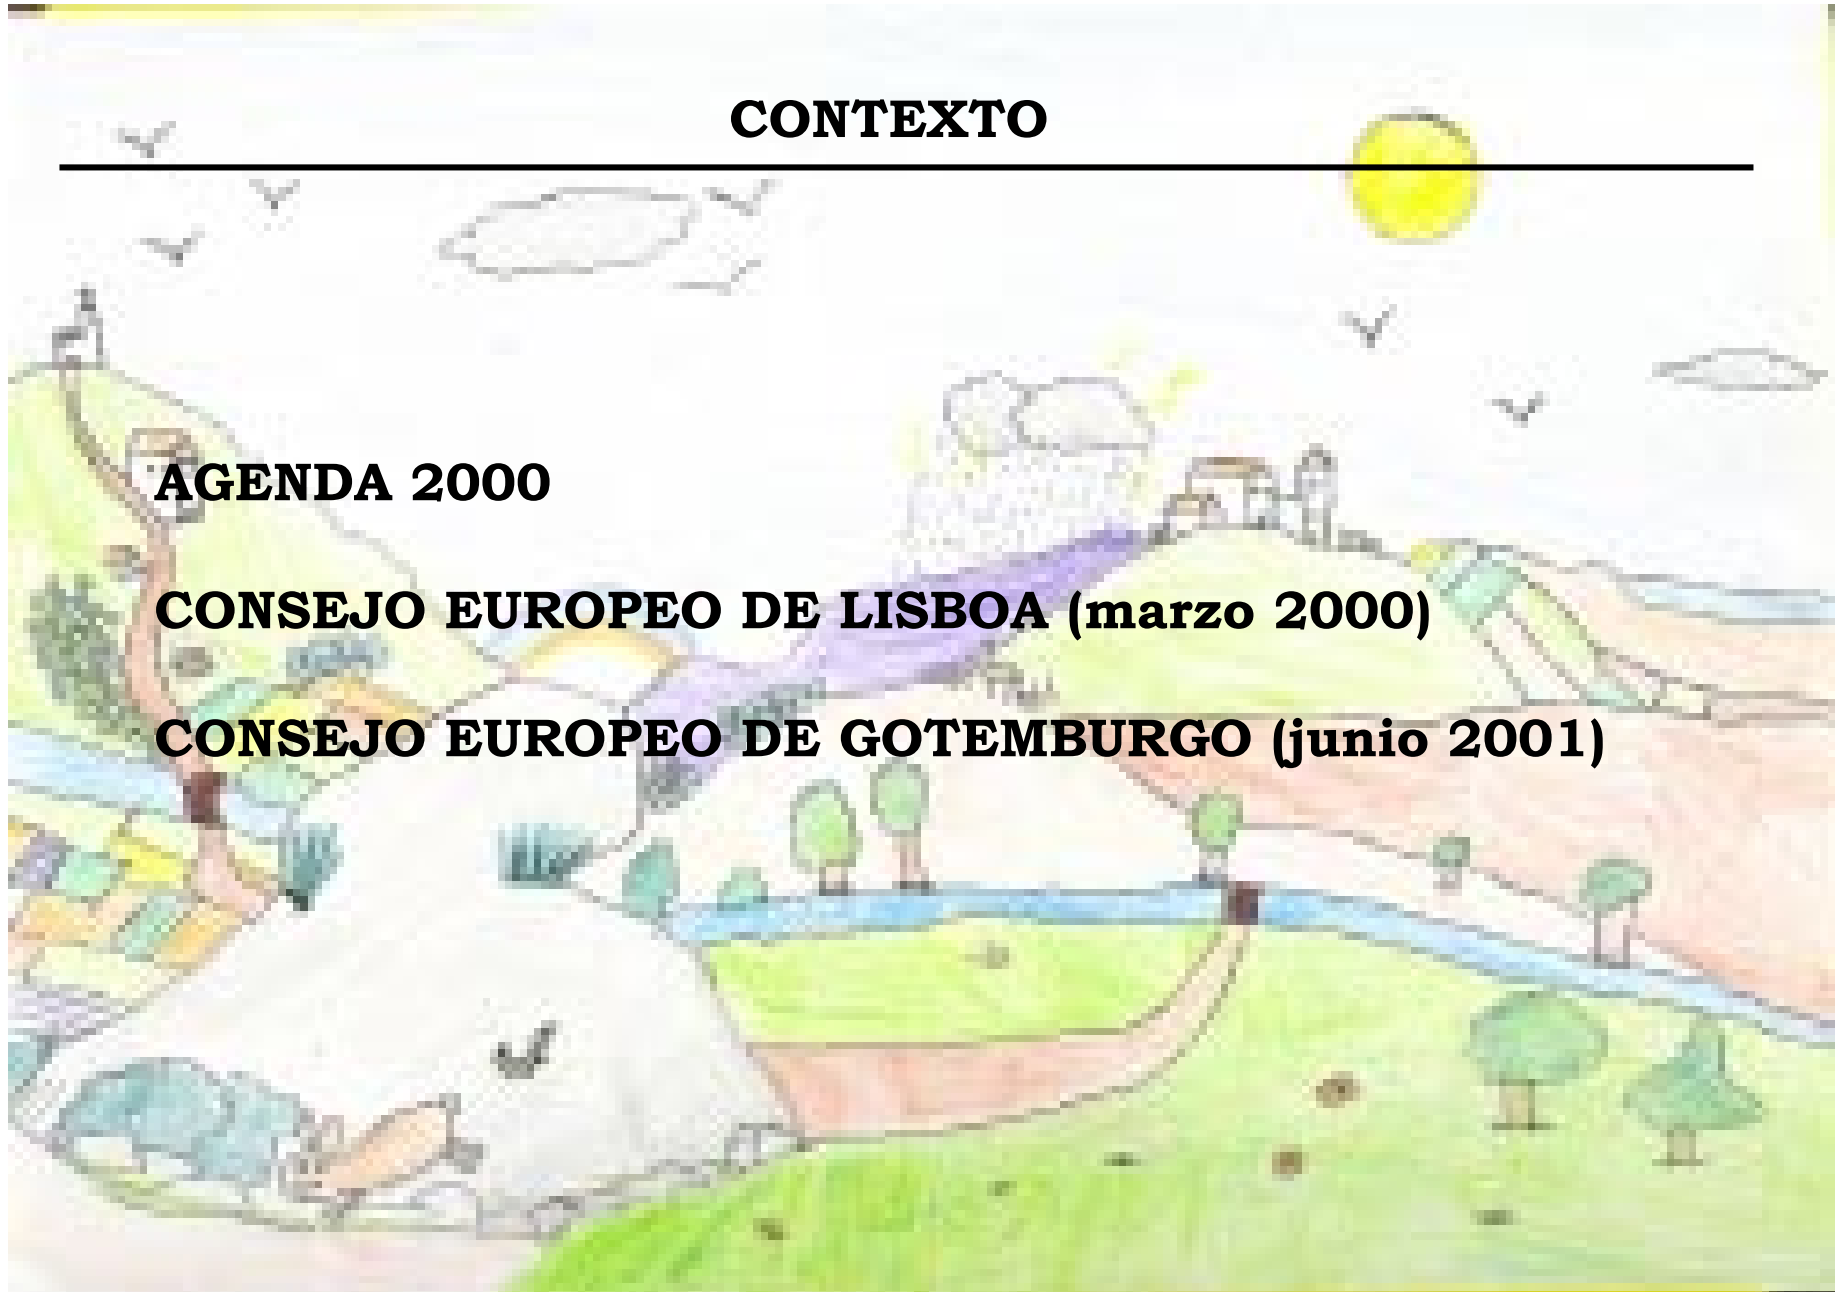 CONTEXTO
AGENDA 2000
CONSEJO EUROPEO DE LISBOA (marzo 2000)
CONSEJO EUROPEO DE GOTEMBURGO (junio 2001)